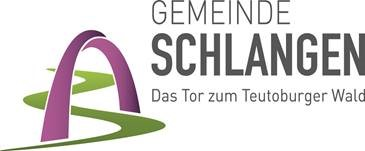 GEMEINDE
SCHLANGEN
Das Tor zum Teutoburger Wald